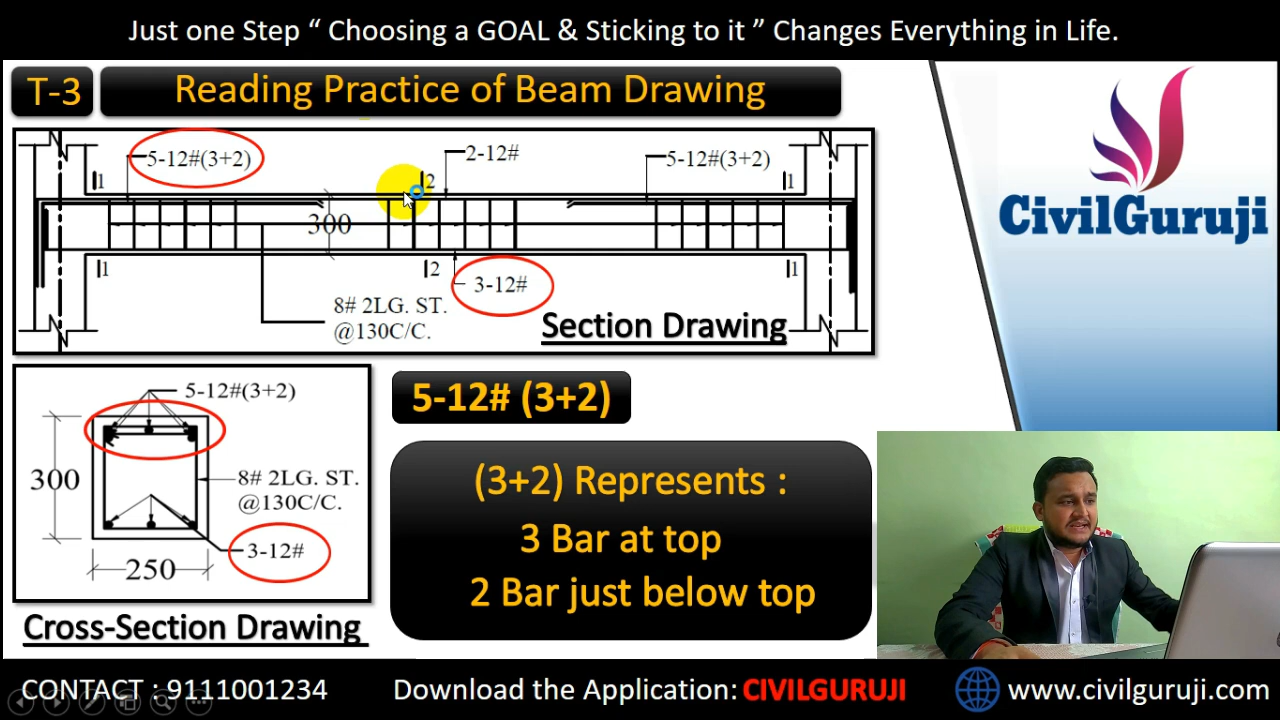 Just one Step “ Choosing a GOAL & Sticking to it ” Changes Everything in Life.
T-3
Reading Practice of Beam Drawing
5-12#(3+2)
2-12#
5-12#(3+2)
1
2
1
300
1
2
1
3-12#
8# 2LG. ST.
@130C/C.
Section Drawing
CivilGuruji
5-12#(3+2)
300
8# 2LG. ST.
@130C/C.
3-12#
250
Cross-Section Drawing
5-12# (3+2)
(3+2) Represents :
3 Bar at top
2 Bar just below top
CONTACT : 9111001234
Download the Application: CIVILGURUJI
www.civilguruji.com